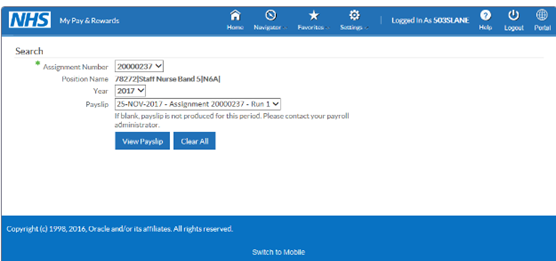 NHS My Pay & Rewards Home Navigator Favorites Settings Logged In As 503SLANE Help Logout Portal
Search
Assignment Number 20000237
Position Name 78272|Staff Nurse Band 5|N6A|
Year 2017
Payslip 25-NOV-2017 - Assignment 20000237 - Run 1
If blank, payslip is not produced for this period. Please contact your payroll
administrator.
View Payslip Clear All
Copyright (c) 1998, 2016, Oracle and/or its affiliates. All rights reserved.
Switch to Mobile